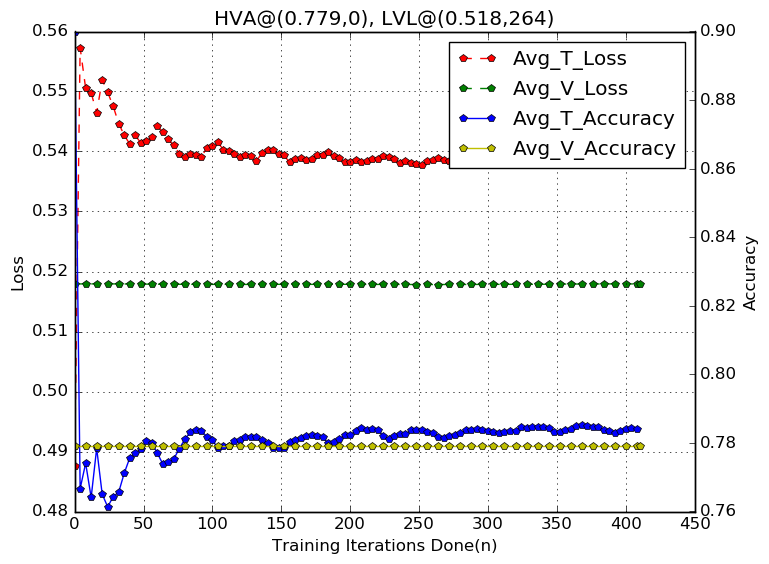 HVA@(0.779,0), LVL@(0.518,264)
0.56
0.55
0.54
0.53
0.52
0.51
0.50
0.49
0.48
Loss
Avg_T_Loss
Avg_V_Loss
Avg_T_Accuracy
Avg_V_Accuracy
0.90
0.88
0.86
0.84
0.82
0.80
0.78
0.76
Accuracy
0 50 100 150 200 250 300 350 400 450
Training Iterations Done(n)